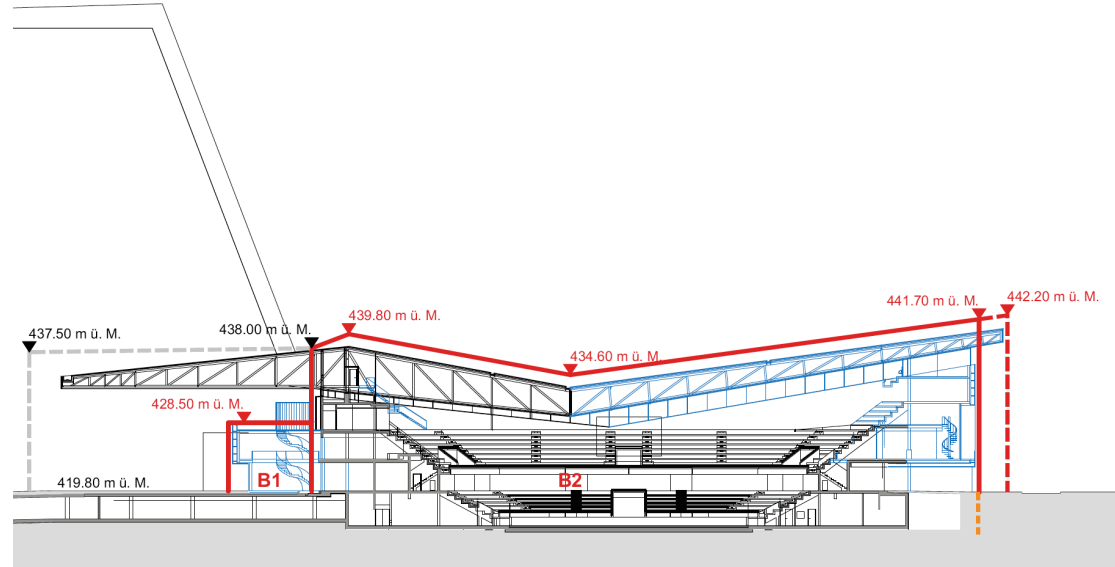 442.20 m ü. M.
441.70 m ü. M.
439.80 m ü. M.
438.00 m ü. M.
437.50 m ü. M.
434.60 m ü. M.
428.50 m ü. M.
B1
B2
419.80 m ü. M.